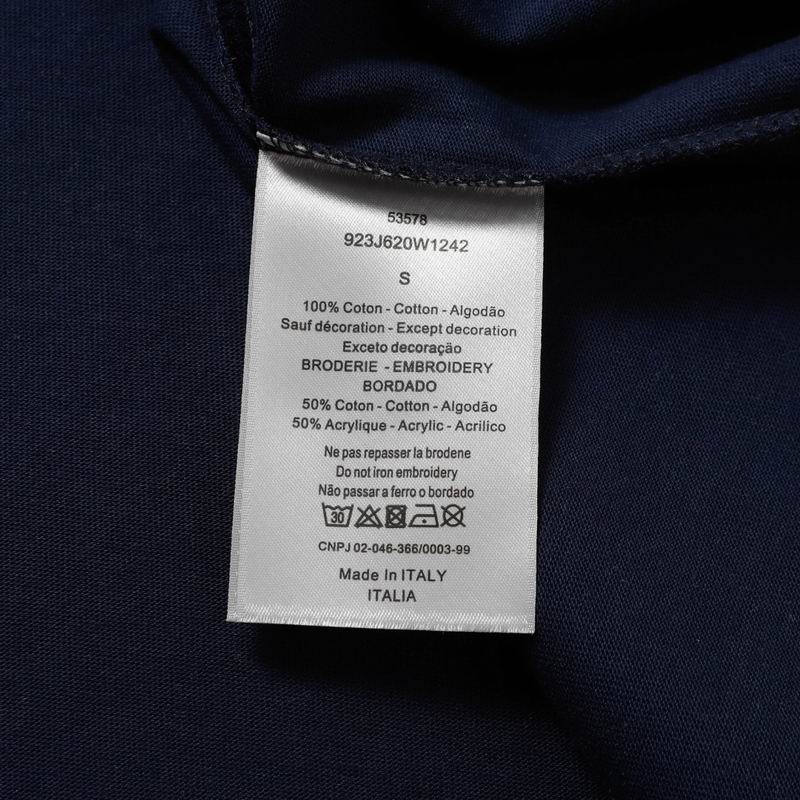 53578
923J620W1242
S
100% Coton - Cotton - Algodão
Sauf décoration - Except decoration
Exceto decoração
BRODERIE - EMBROIDERY
BORDADO
50% Coton - Cotton - Algodão
50% Acrylique - Acrylic - Acrilico
Ne pas repasser la brodene
Do not iron embroidery
Não passar a ferro o bordado
30
CNPJ 02-046-366/0003-99
Made In ITALY
ITALIA